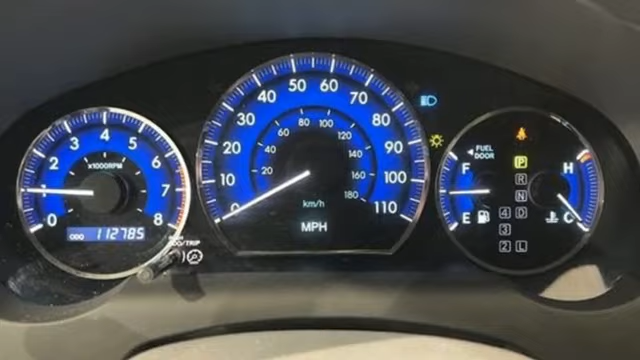 0 1 2 3 4 5 6 7 8
x1000RPM
ODO 112785
ODO/TRIP
0 10 20 30 40 50 60 70 80 90 100 110
20 40 60 80 100 120 140 160 180
km/h
MPH
FUEL
DOOR
F
E
P
R
N
4 D
3
2 L
H
C